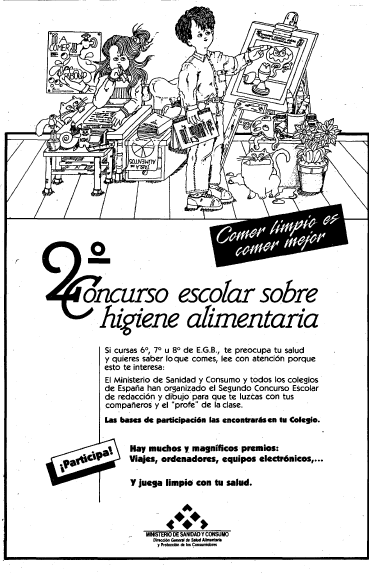 A COMER
TABLA DE ALIMENTOS
Comer limpio es
comer mejor
2º
Concurso escolar sobre
higiene alimentaria
Si cursas 6º, 7º u 8º de E.G.B., te preocupa tu salud
y quieres saber lo que comes, lee con atención porque
esto te interesa:
El Ministerio de Sanidad y Consumo y todos los colegios
de España han organizado el Segundo Concurso Escolar
de redacción y dibujo para que te luzcas con tus
compañeros y el "profe" de la clase.
Las bases de participación las encontrarás en tu Colegio.
¡Participa!
Hay muchos y magníficos premios:
Viajes, ordenadores, equipos electrónicos,...
Y juega limpio con tu salud.
MINISTERIO DE SANIDAD Y CONSUMO
Dirección General de Salud Alimentaria
y Protección de los Consumidores